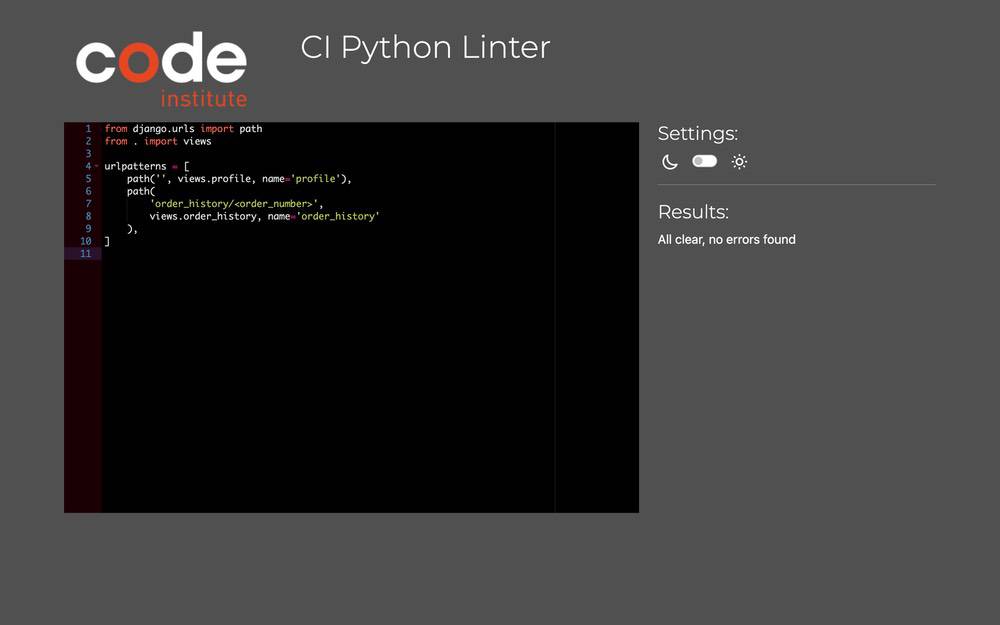 code
institute
CI Python Linter
1 from django.urls import path
2 from . import views
3
4 urlpatterns = [
5     path('', views.profile, name='profile'),
6     path(
7         'order_history/<order_number>',
8         views.order_history, name='order_history'
9     ),
10 ]
11
Settings:
Results:
All clear, no errors found